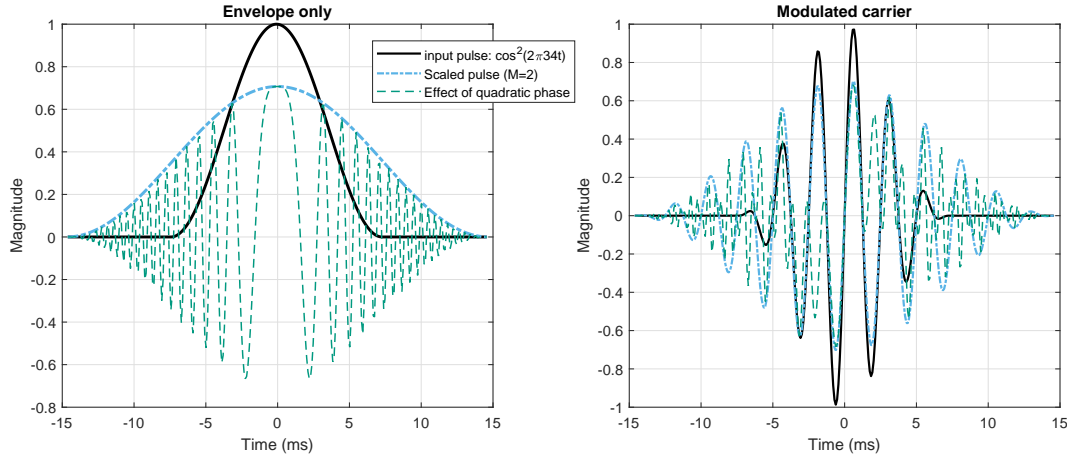 Envelope only
1
0.8
0.6
0.4
0.2
0
-0.2
-0.4
-0.6
-0.8
Magnitude
-15 -10 -5 0 5 10 15
Time (ms)
input pulse: cos²(2π34t)
Scaled pulse (M=2)
Effect of quadratic phase
Modulated carrier
1
0.8
0.6
0.4
0.2
0
-0.2
-0.4
-0.6
-0.8
-1
Magnitude
-15 -10 -5 0 5 10 15
Time (ms)